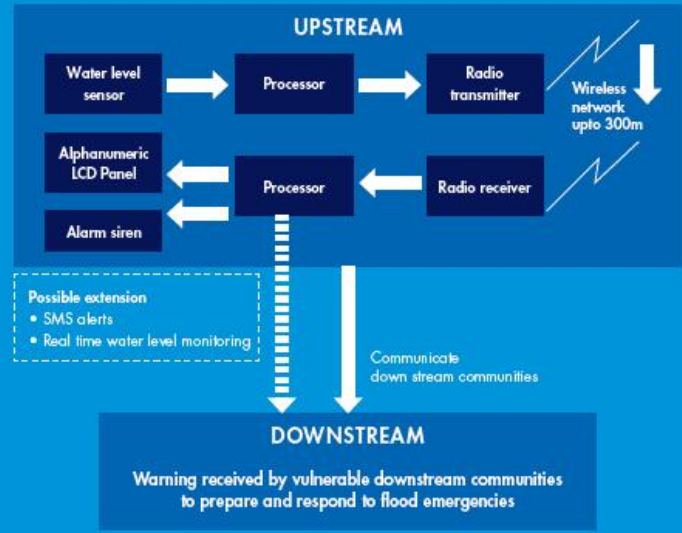 UPSTREAM
Water level
sensor
Processor
Radio
transmitter
Wireless
network
upto 300m
Alphanumeric
LCD Panel
Processor
Radio receiver
Alarm siren
Possible extension
• SMS alerts
• Real time water level monitoring
Communicate
down stream communities
DOWNSTREAM
Warning received by vulnerable downstream communities
to prepare and respond to flood emergencies